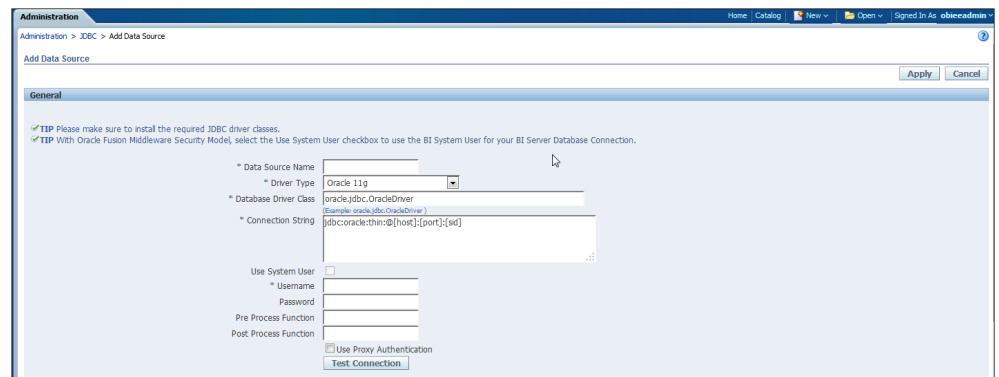 Administration
Home Catalog New Open Signed In As obieeadmin
Administration > JDBC > Add Data Source
Add Data Source
Apply Cancel
General
TIP Please make sure to install the required JDBC driver classes.
TIP With Oracle Fusion Middleware Security Model, select the Use System User checkbox to use the BI System User for your BI Server Database Connection.
* Data Source Name
* Driver Type Oracle 11g
* Database Driver Class oracle.jdbc.OracleDriver
(Example: oracle.jdbc.OracleDriver )
* Connection String jdbc:oracle:thin:@[host]:[port]:[sid]
Use System User
* Username
Password
Pre Process Function
Post Process Function
Use Proxy Authentication
Test Connection